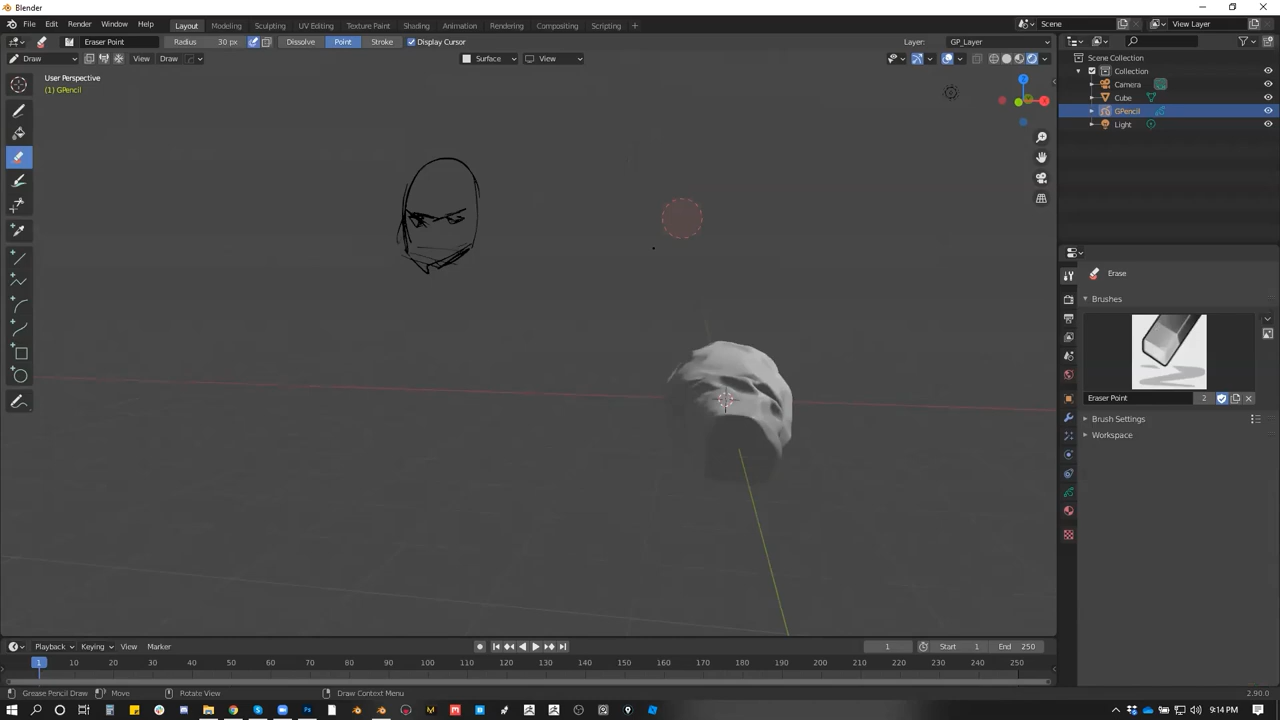 Blender
File Edit Render Window Help Layout Modeling Sculpting UV Editing Texture Paint Shading Animation Rendering Compositing Scripting + Scene View Layer
Eraser Point Radius 30 px Dissolve Point Stroke Display Cursor Layer: GP_Layer
Draw View Draw Surface View
User Perspective
(1) GPencil
Scene Collection
Collection
Camera
Cube
GPencil
Light
Erase
Brushes
Eraser Point 2
Brush Settings
Workspace
Playback Keying View Marker 1 Start 1 End 250
1 10 20 30 40 50 60 70 80 90 100 110 120 130 140 150 160 170 180 190 200 210 220 230 240 250
Grease Pencil Draw Move Rotate View Draw Context Menu 2.90.0
9:14 PM